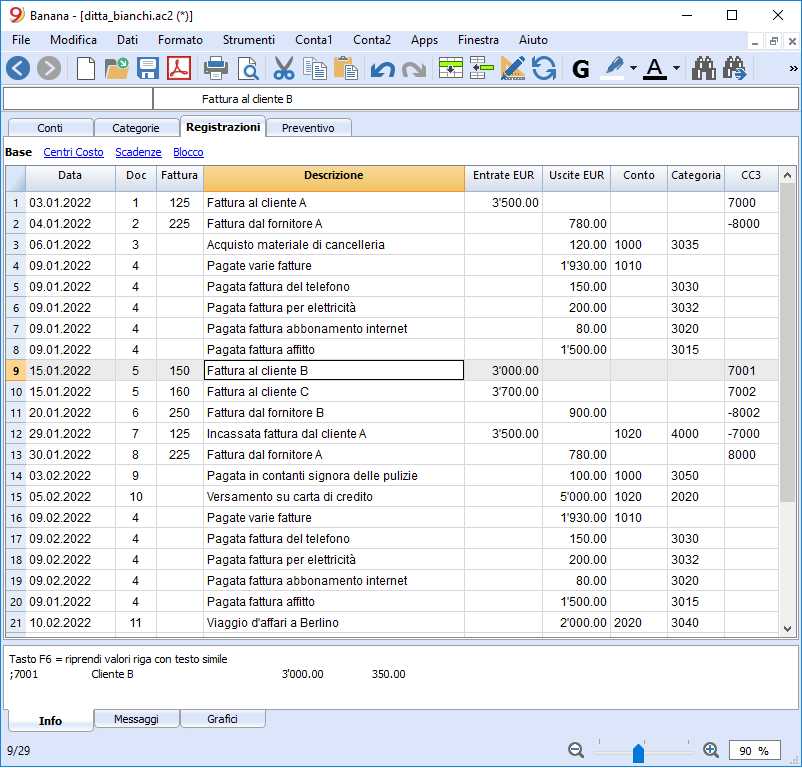 Banana - [ditta_bianchi.ac2 (*)]
File Modifica Dati Formato Strumenti Conta1 Conta2 Apps Finestra Aiuto
G A »
Fattura al cliente B
Conti Categorie Registrazioni Preventivo
Base Centri Costo Scadenze Blocco
Data Doc Fattura Descrizione Entrate EUR Uscite EUR Conto Categoria CC3
1 03.01.2022 1 125 Fattura al cliente A 3'500.00 7000
2 04.01.2022 2 225 Fattura dal fornitore A 780.00 -8000
3 06.01.2022 3 Acquisto materiale di cancelleria 120.00 1000 3035
4 09.01.2022 4 Pagate varie fatture 1'930.00 1010
5 09.01.2022 4 Pagata fattura del telefono 150.00 3030
6 09.01.2022 4 Pagata fattura per elettricità 200.00 3032
7 09.01.2022 4 Pagata fattura abbonamento internet 80.00 3020
8 09.01.2022 4 Pagata fattura affitto 1'500.00 3015
9 15.01.2022 5 150 Fattura al cliente B 3'000.00 7001
10 15.01.2022 5 160 Fattura al cliente C 3'700.00 7002
11 20.01.2022 6 250 Fattura dal fornitore B 900.00 -8002
12 29.01.2022 7 125 Incassata fattura dal cliente A 3'500.00 1020 4000 -7000
13 30.01.2022 8 225 Fattura dal fornitore A 780.00 8000
14 03.02.2022 9 Pagata in contanti signora delle pulizie 100.00 1000 3050
15 05.02.2022 10 Versamento su carta di credito 5'000.00 1020 2020
16 09.02.2022 4 Pagate varie fatture 1'930.00 1010
17 09.02.2022 4 Pagata fattura del telefono 150.00 3030
18 09.02.2022 4 Pagata fattura per elettricità 200.00 3032
19 09.02.2022 4 Pagata fattura abbonamento internet 80.00 3020
20 09.01.2022 4 Pagata fattura affitto 1'500.00 3015
21 10.02.2022 11 Viaggio d'affari a Berlino 2'000.00 2020 3040
Tasto F6 = riprendi valori riga con testo simile
;7001 Cliente B 3'000.00 350.00
Info Messaggi Grafici
9/29 90 %